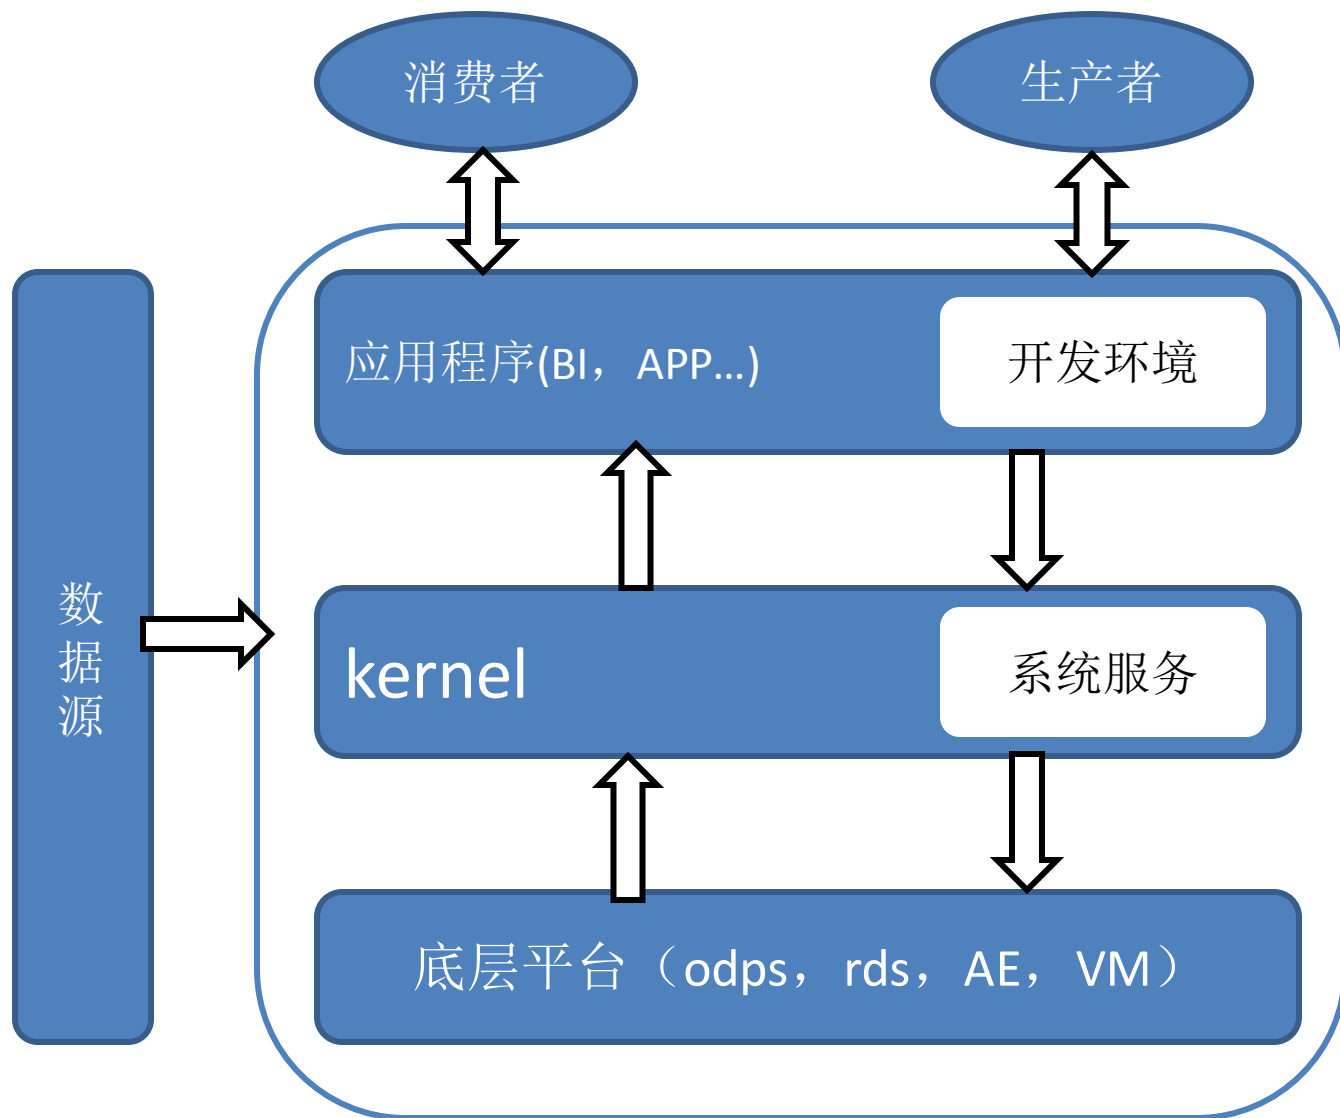 消费者
生产者
应用程序(BI，APP...)
开发环境
数
据
源
kernel
系统服务
底层平台（odps，rds，AE，VM）